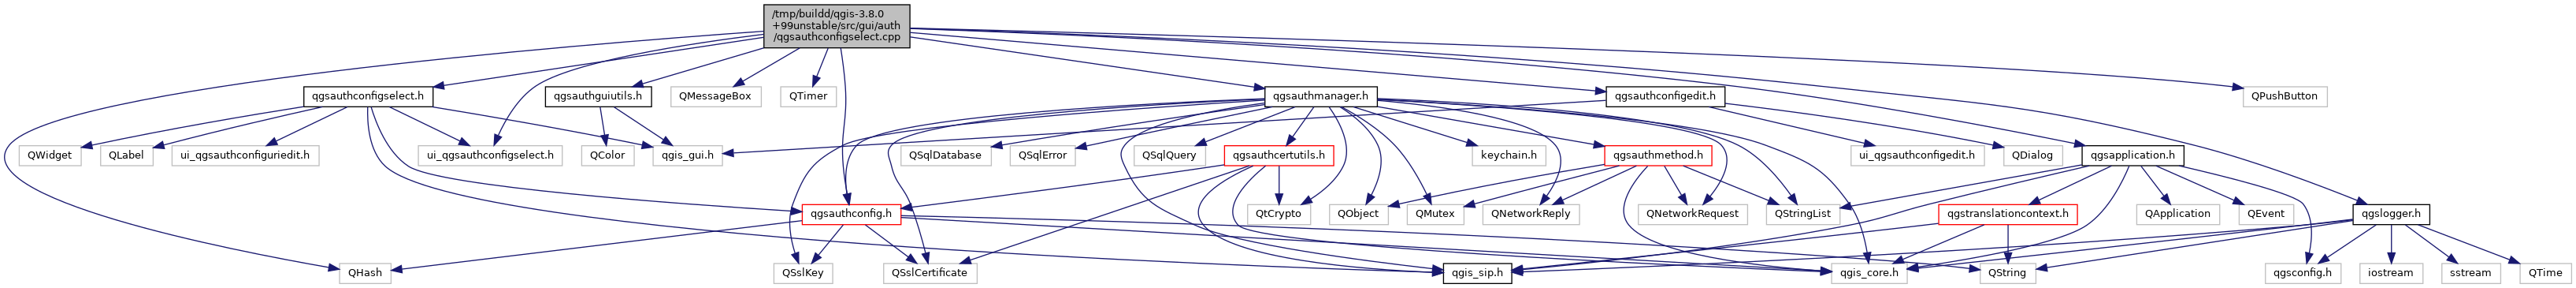 /tmp/buildd/qgis-3.8.0
+99unstable/src/gui/auth
/qgsauthconfigselect.cpp
qgsauthconfigselect.h
qgsauthguiutils.h
QMessageBox
QTimer
qgsauthmanager.h
qgsauthconfigedit.h
QPushButton
QWidget
QLabel
ui_qgsauthconfiguriedit.h
ui_qgsauthconfigselect.h
QColor
qgis_gui.h
QSqlDatabase
QSqlError
QSqlQuery
qgsauthcertutils.h
keychain.h
qgsauthmethod.h
ui_qgsauthconfigedit.h
QDialog
qgsapplication.h
qgsauthconfig.h
QtCrypto
QObject
QMutex
QNetworkReply
QNetworkRequest
QStringList
qgstranslationcontext.h
QApplication
QEvent
qgslogger.h
QHash
QSslKey
QSslCertificate
qgis_sip.h
qgis_core.h
QString
qgsconfig.h
iostream
sstream
QTime